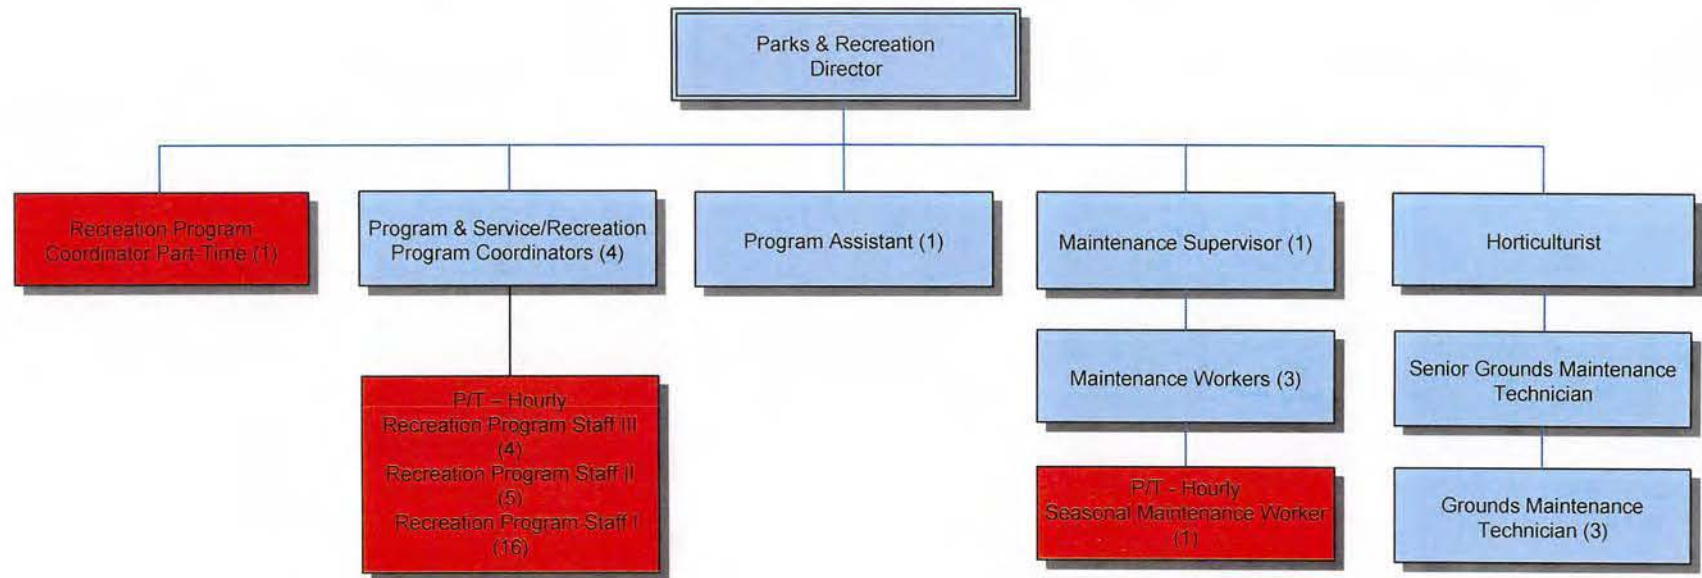 Parks & Recreation
Director
Recreation Program
Coordinator Part-Time (1)
Program & Service/Recreation
Program Coordinators (4)
Program Assistant (1)
Maintenance Supervisor (1)
Horticulturist
P/T – Hourly
Recreation Program Staff III
(4)
Recreation Program Staff II
(5)
Recreation Program Staff I
(16)
Maintenance Workers (3)
P/T - Hourly
Seasonal Maintenance Worker
(1)
Senior Grounds Maintenance
Technician
Grounds Maintenance
Technician (3)